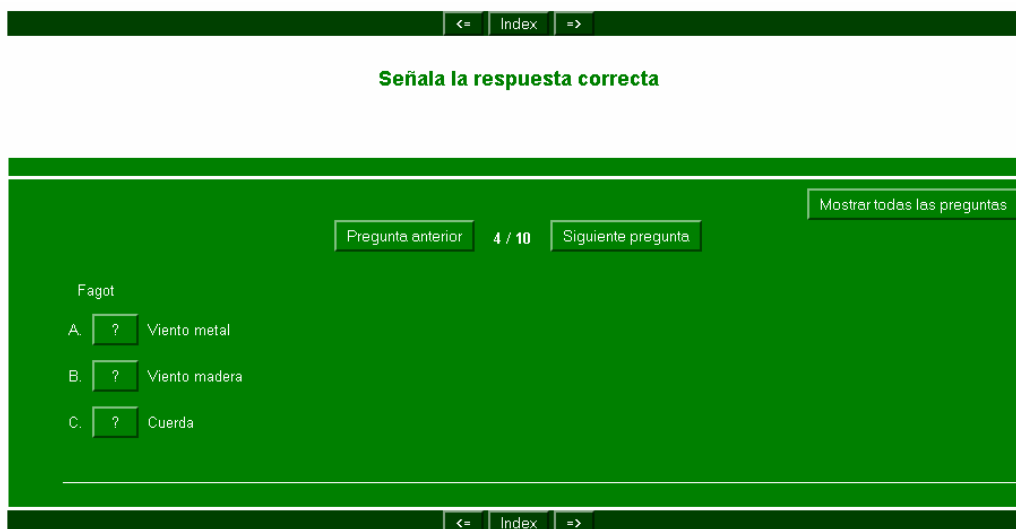 <= Index =>
Señala la respuesta correcta
Mostrar todas las preguntas
Pregunta anterior 4 / 10 Siguiente pregunta
Fagot
A. ? Viento metal
B. ? Viento madera
C. ? Cuerda
<= Index =>